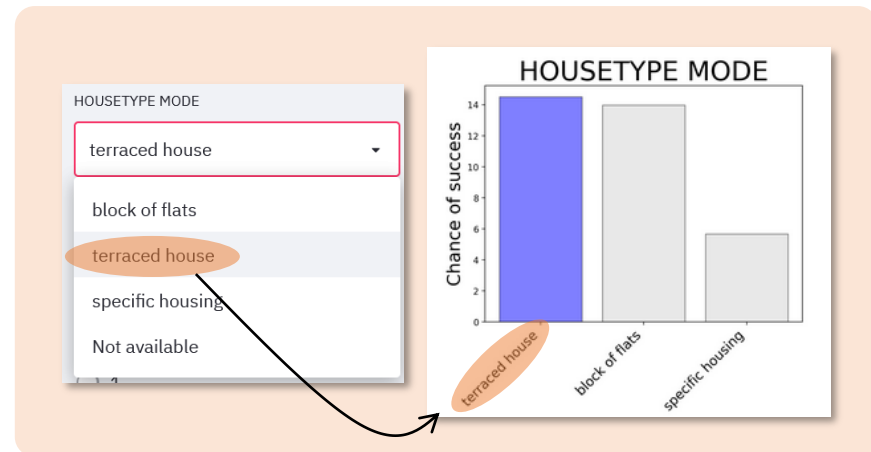 HOUSETYPE MODE
terraced house
block of flats
terraced house
specific housing
Not available
HOUSETYPE MODE
Chance of success
14
12
10
8
6
4
2
0
terraced house
block of flats
specific housing